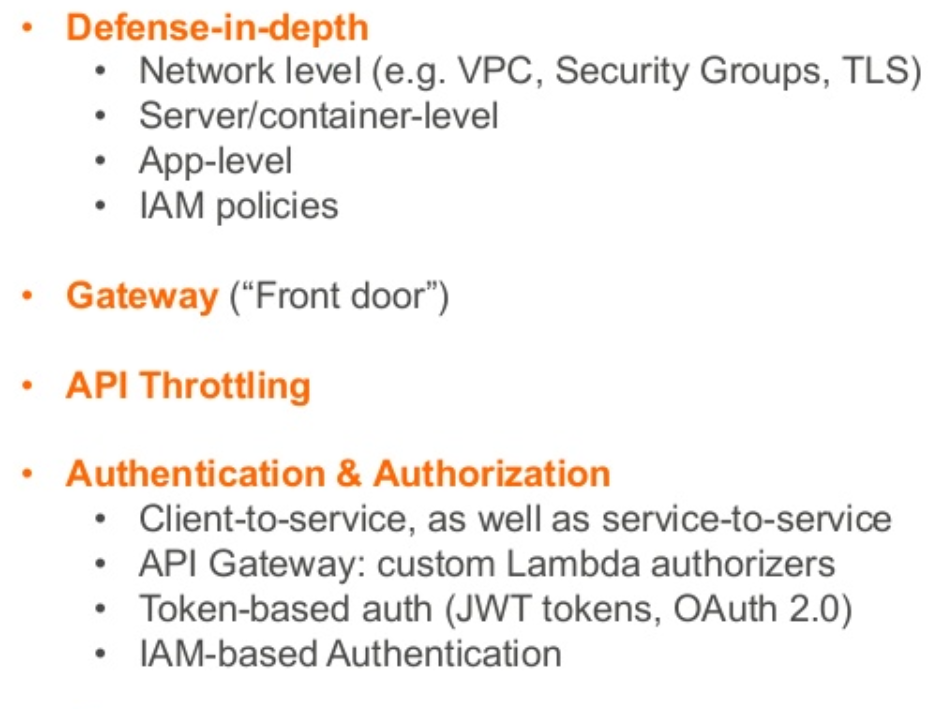 • Defense-in-depth
• Network level (e.g. VPC, Security Groups, TLS)
• Server/container-level
• App-level
• IAM policies
• Gateway (“Front door”)
• API Throttling
• Authentication & Authorization
• Client-to-service, as well as service-to-service
• API Gateway: custom Lambda authorizers
• Token-based auth (JWT tokens, OAuth 2.0)
• IAM-based Authentication